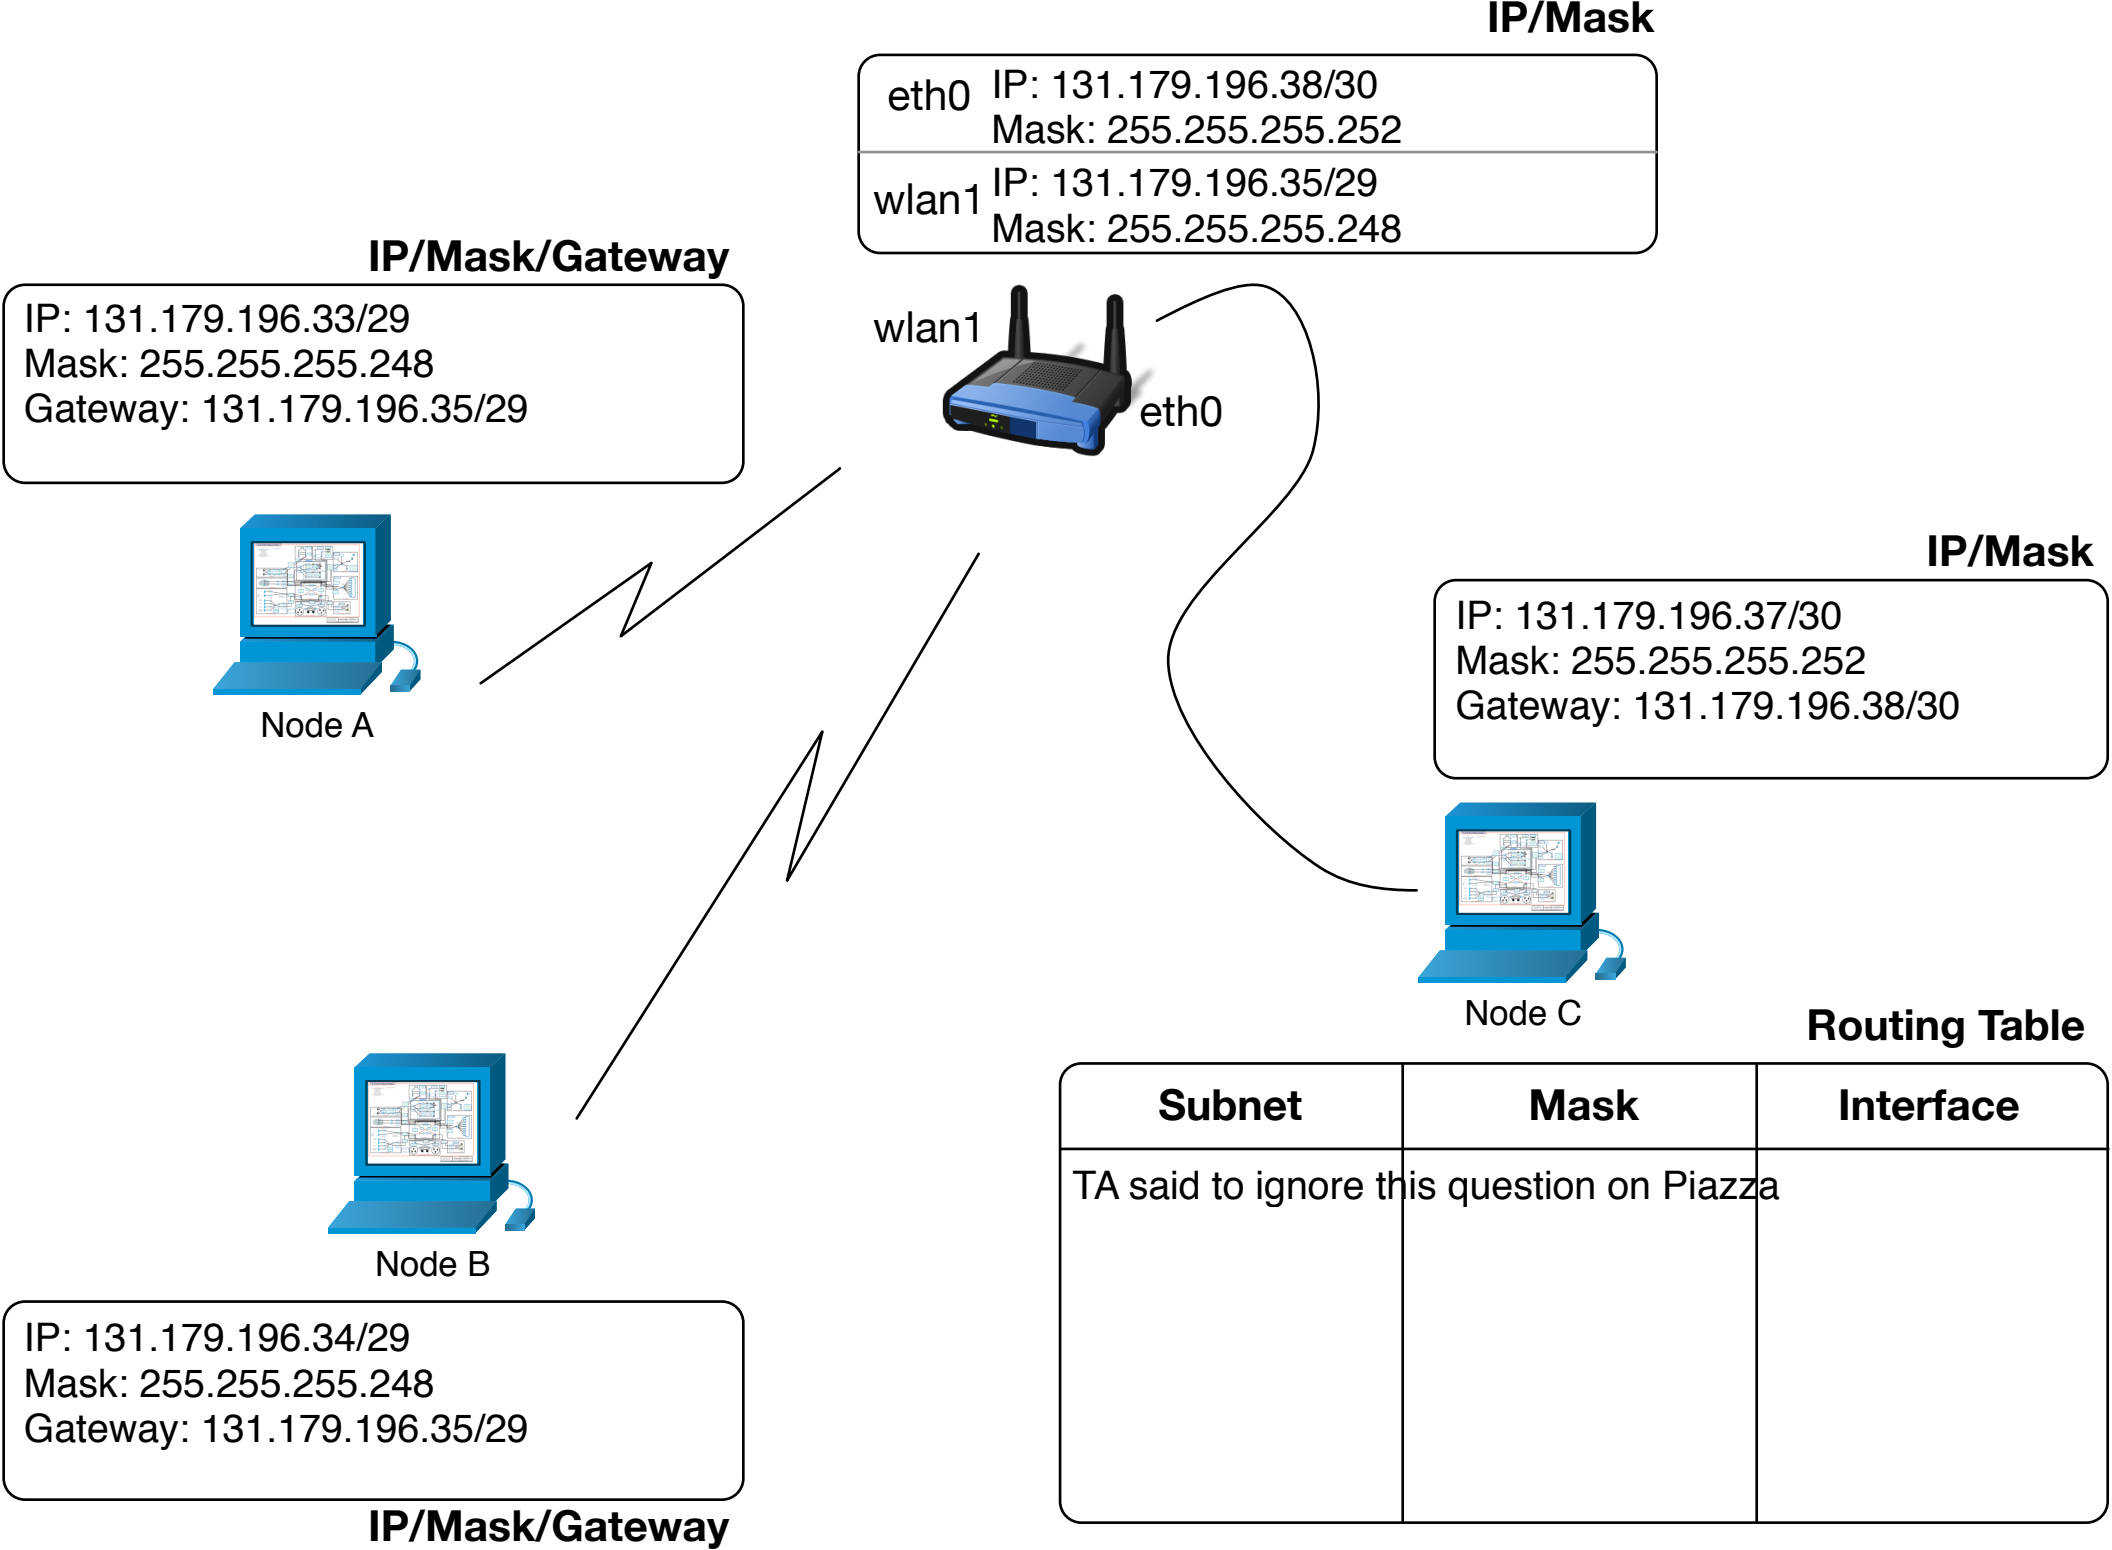 IP/Mask
eth0
IP: 131.179.196.38/30
Mask: 255.255.255.252
wlan1
IP: 131.179.196.35/29
Mask: 255.255.255.248
IP/Mask/Gateway
IP: 131.179.196.33/29
Mask: 255.255.255.248
Gateway: 131.179.196.35/29
wlan1
eth0
Node A
IP/Mask
IP: 131.179.196.37/30
Mask: 255.255.255.252
Gateway: 131.179.196.38/30
Node C
Routing Table
Subnet Mask Interface
TA said to ignore this question on Piazza
Node B
IP: 131.179.196.34/29
Mask: 255.255.255.248
Gateway: 131.179.196.35/29
IP/Mask/Gateway